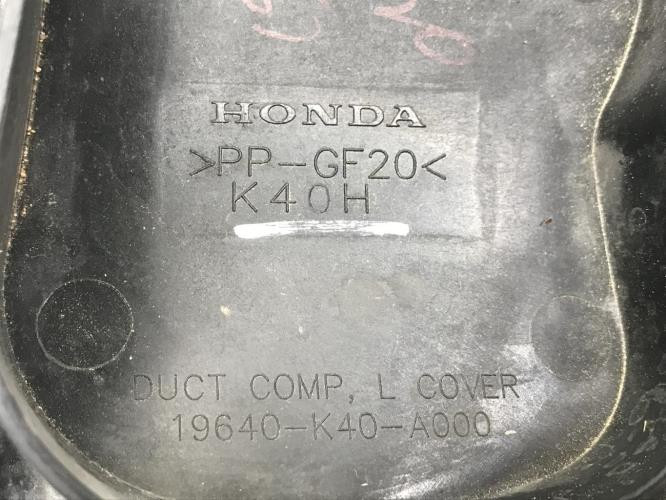 HONDA
>PP-GF20<
K40H
DUCT COMP, L COVER
19640-K40-A000